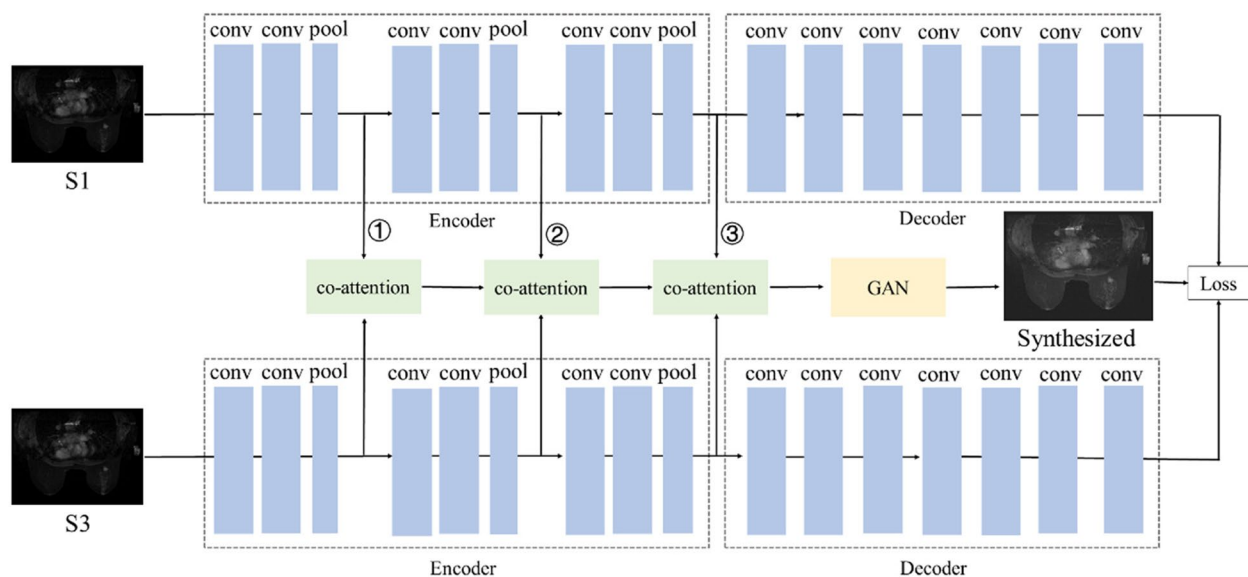 conv conv pool conv conv pool conv conv pool conv conv conv conv conv conv conv
S1
Encoder
Decoder
① ② ③
co-attention co-attention co-attention GAN Loss
Synthesized
conv conv pool conv conv pool conv conv pool conv conv conv conv conv conv conv
S3
Encoder
Decoder